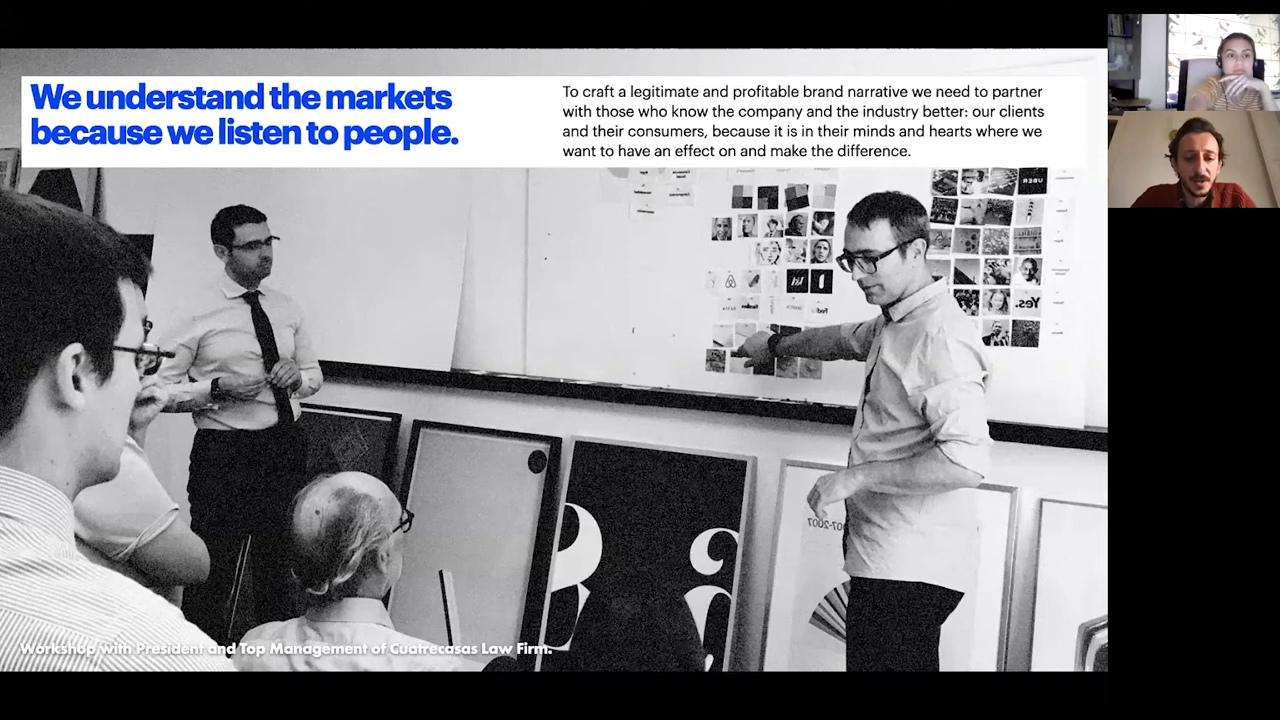 We understand the markets
because we listen to people.
To craft a legitimate and profitable brand narrative we need to partner
with those who know the company and the industry better: our clients
and their consumers, because it is in their minds and hearts where we
want to have an effect on and make the difference.
UBER
Yes.
FedEx
07-2007
Workshop with President and Top Management of Cuatrecasas Law Firm.